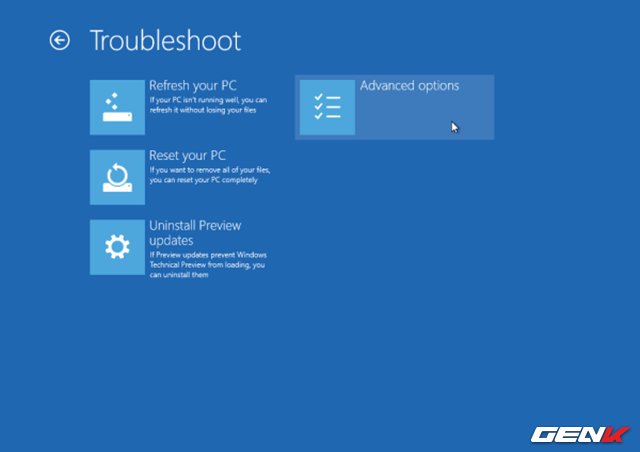 Troubleshoot
Refresh your PC
If your PC isn't running well, you can
refresh it without losing your files
Advanced options
Reset your PC
If you want to remove all of your files,
you can reset your PC completely
Uninstall Preview
updates
If Preview updates prevent Windows
Technical Preview from loading, you
can uninstall them
GENK